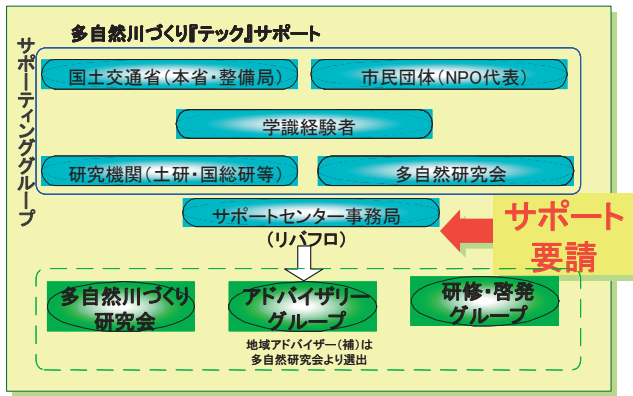 多自然川づくり『テック』サポート
サポーティンググループ
国土交通省(本省・整備局)
市民団体(NPO代表)
学識経験者
研究機関(土研・国総研等)
多自然研究会
サポートセンター事務局
(リバフロ)
サポート
要請
多自然川づくり
研究会
アドバイザリー
グループ
研修・啓発
グループ
地域アドバイザー(補)は
多自然研究会より選出